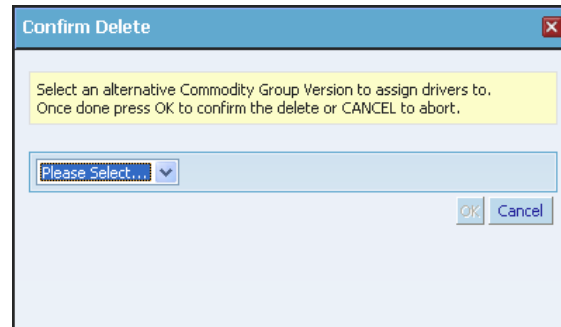 Confirm Delete
Select an alternative Commodity Group Version to assign drivers to.
Once done press OK to confirm the delete or CANCEL to abort.
Please Select...
OK Cancel